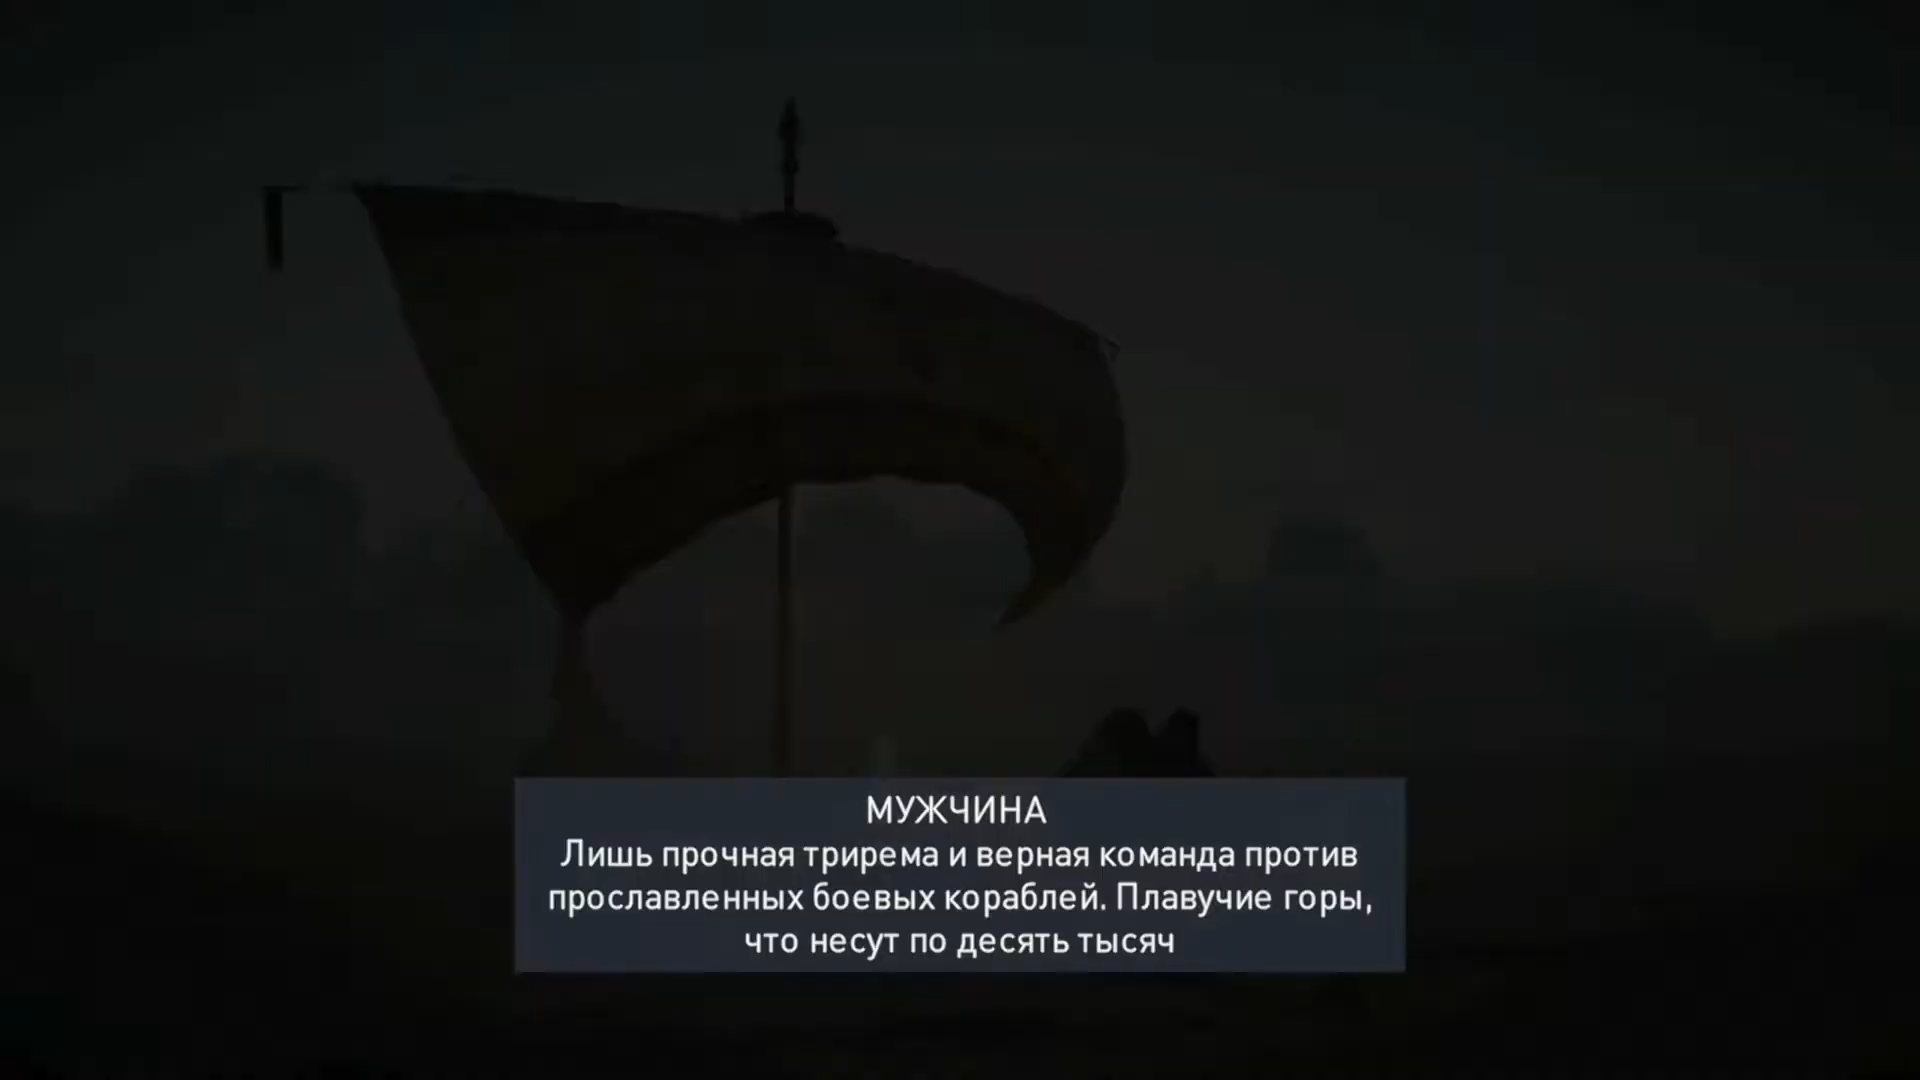 МУЖЧИНА
Лишь прочная трирема и верная команда против
прославленных боевых кораблей. Плавучие горы,
что несут по десять тысяч